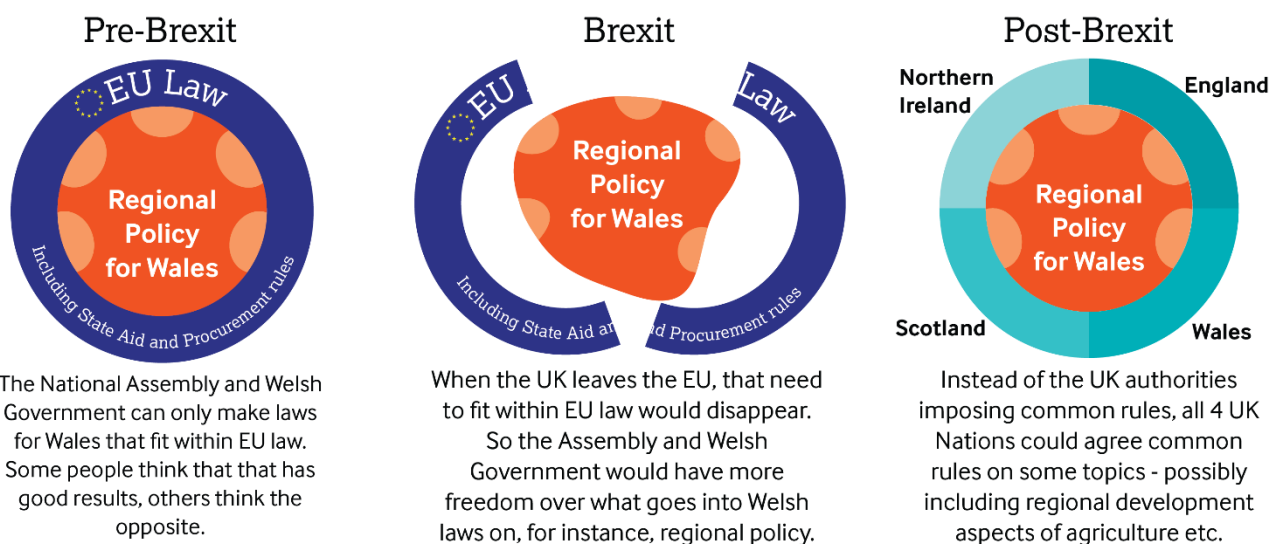 Pre-Brexit
EU Law
Regional
Policy
for Wales
Including State Aid and Procurement rules
The National Assembly and Welsh
Government can only make laws
for Wales that fit within EU law.
Some people think that that has
good results, others think the
opposite.
Brexit
EU Law
Regional
Policy
for Wales
Including State Aid and Procurement rules
When the UK leaves the EU, that need
to fit within EU law would disappear.
So the Assembly and Welsh
Government would have more
freedom over what goes into Welsh
laws on, for instance, regional policy.
Post-Brexit
Northern
Ireland
England
Regional
Policy
for Wales
Scotland
Wales
Instead of the UK authorities
imposing common rules, all 4 UK
Nations could agree common
rules on some topics - possibly
including regional development
aspects of agriculture etc.